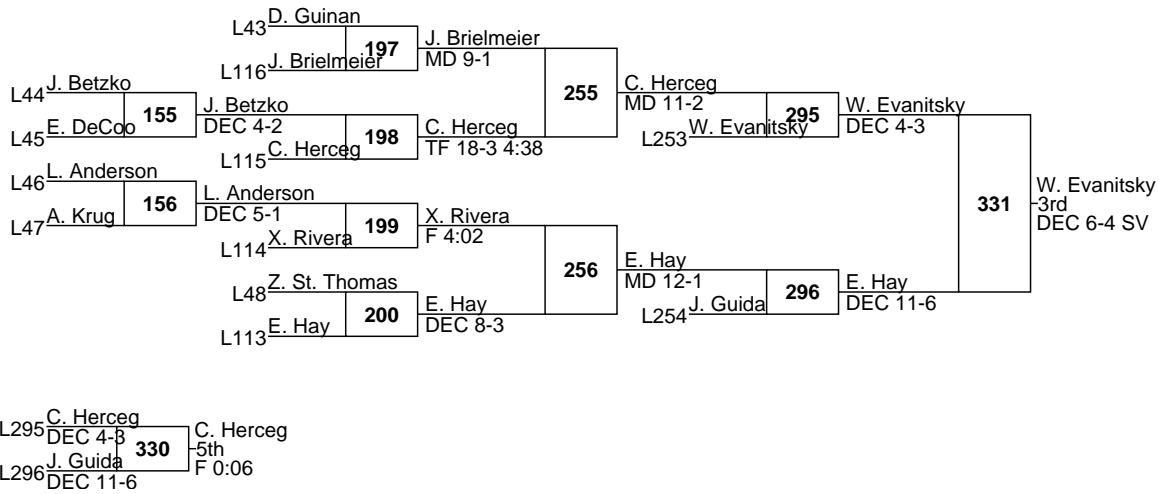 L43 D. Guinan
197
J. Brielmeier
MD 9-1
L116 J. Brielmeier
255
C. Herceg
MD 11-2
L44 J. Betzko
155
J. Betzko
DEC 4-2
L45 E. DeCoo
198
C. Herceg
TF 18-3 4:38
L115 C. Herceg
295
W. Evanitsky
DEC 4-3
L253 W. Evanitsky
L46 L. Anderson
156
L. Anderson
DEC 5-1
L47 A. Krug
199
X. Rivera
F 4:02
L114 X. Rivera
331
W. Evanitsky
3rd
DEC 6-4 SV
256
E. Hay
MD 12-1
L48 Z. St. Thomas
200
E. Hay
DEC 8-3
L113 E. Hay
296
E. Hay
DEC 11-6
L254 J. Guida
L295 C. Herceg
DEC 4-3
330
C. Herceg
5th
F 0:06
L296 J. Guida
DEC 11-6